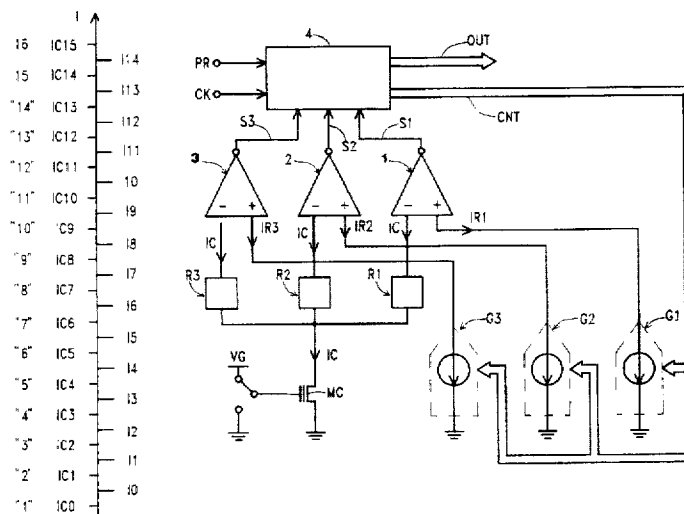 I
16 IC15
I14
15 IC14
I13
"14" IC13
I12
"13" IC12
I11
"12" IC11
10
"11" IC10
I9
"10" IC9
I8
"9" IC8
I7
"8" IC7
I6
"7" IC6
I5
"6" IC5
I4
"5" IC4
I3
"4" IC3
I2
"3" IC2
I1
"2' IC1
I0
"1" IC0
4
PR
CK
OUT
CNT
S3
S2
S1
3
2
1
- +
- +
- +
IC
IR3
IC
IR2
IC
IR1
R3
R2
R1
G3
G2
G1
IC
VG
MC